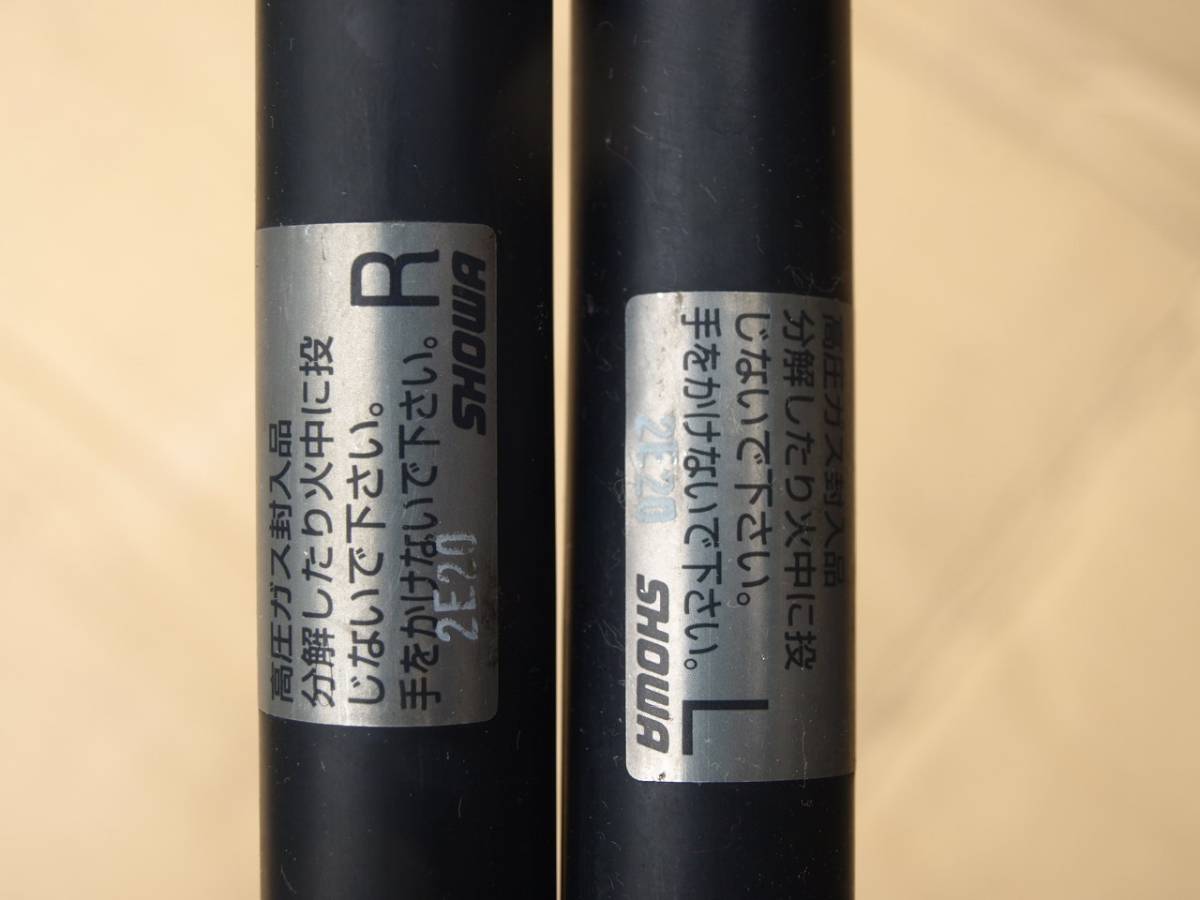 高圧ガス封入品
分解したり火中に投
じないで下さい。
手をかけないで下さい。
R
SHOWA
2E20
高圧ガス封入品
分解したり火中に投
じないで下さい。
手をかけないで下さい。
L
SHOWA
2E20